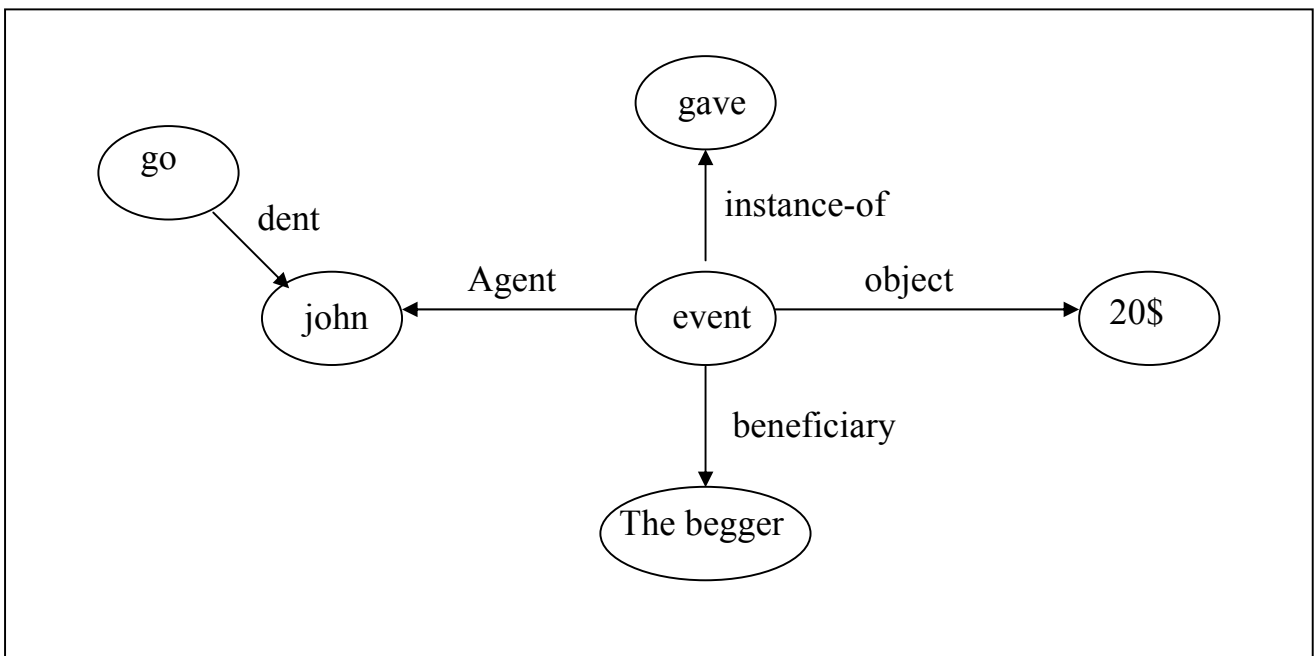 gave
go
instance-of
dent
Agent
object
john
event
20$
beneficiary
The begger